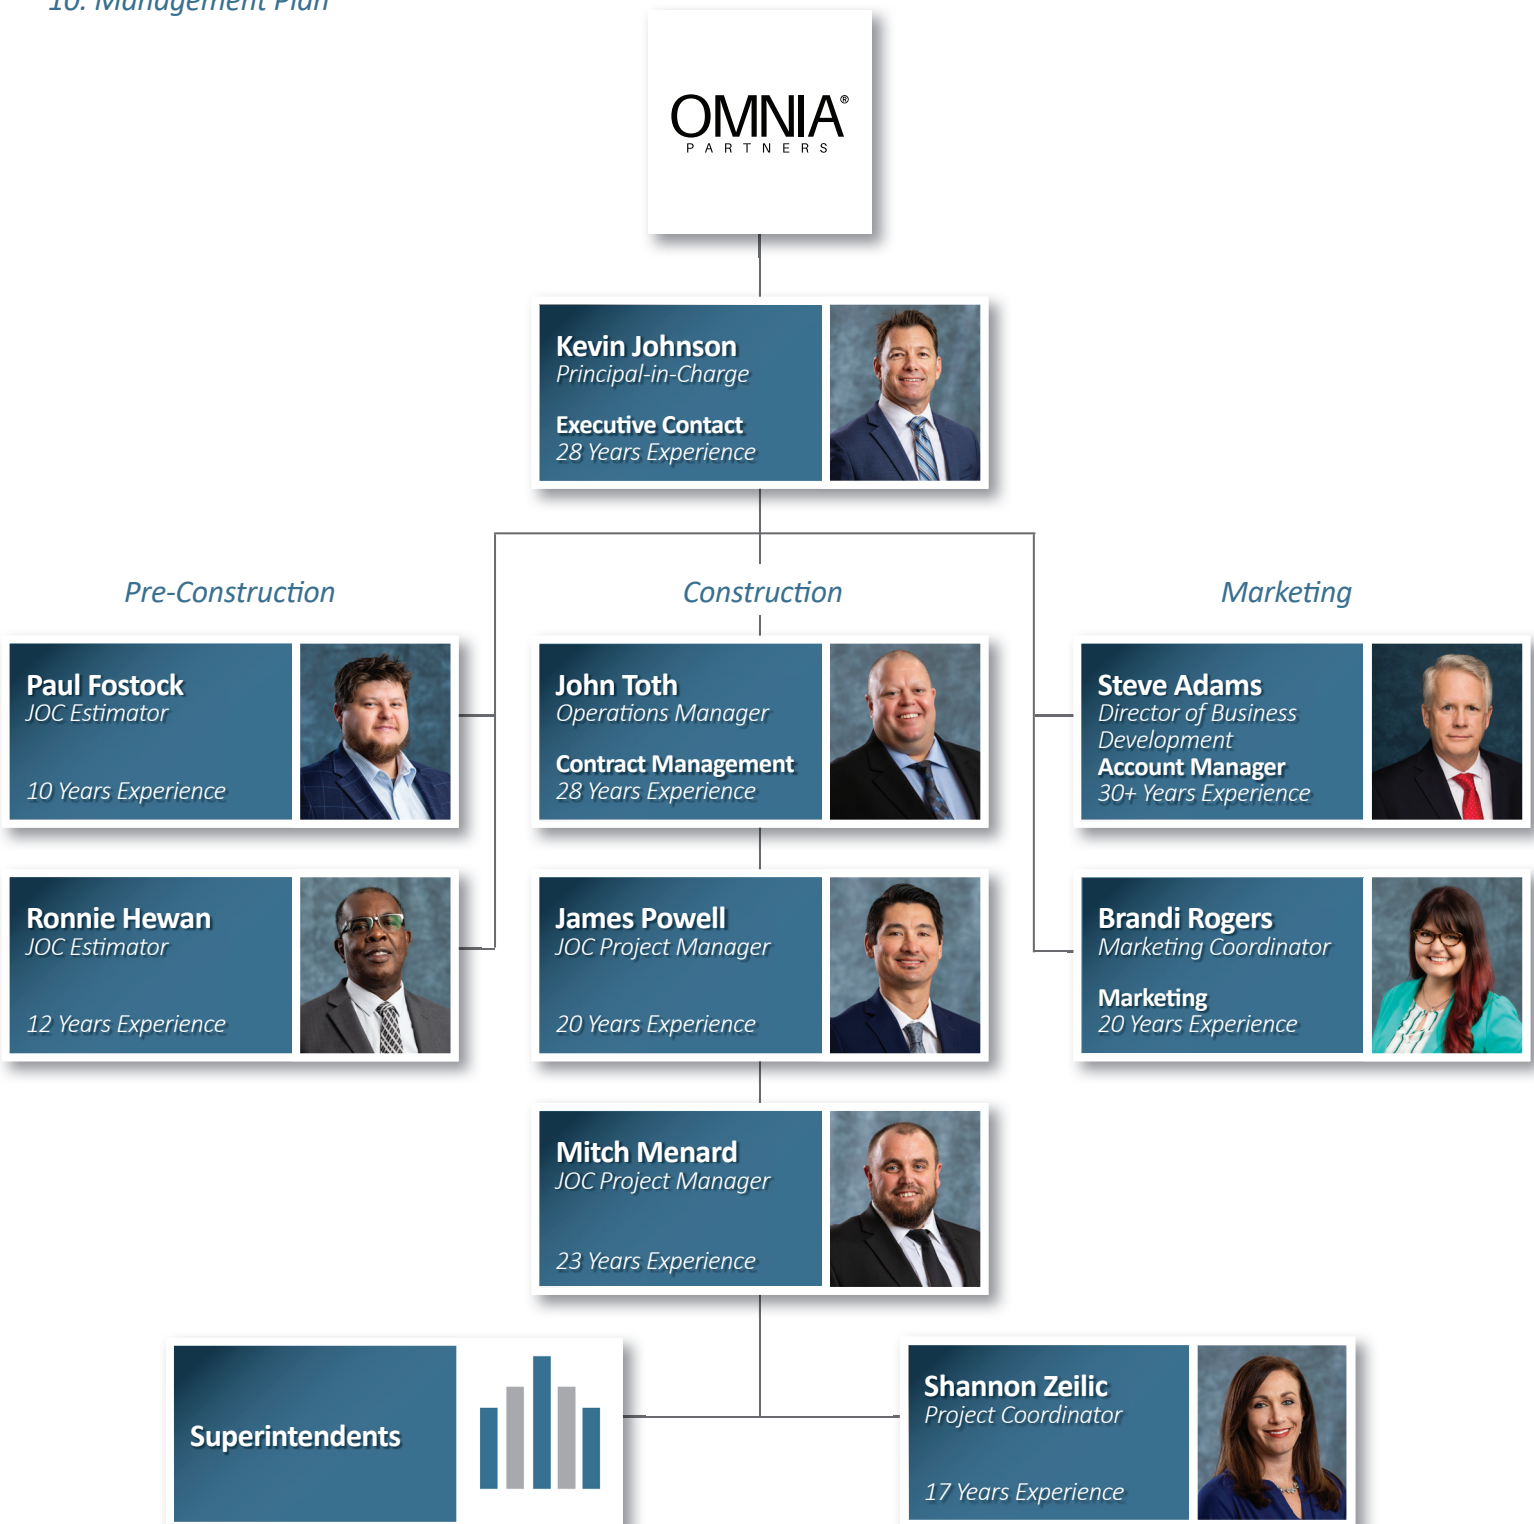 10. Management Plan
OMNIA®
PARTNERS
Kevin Johnson
Principal-in-Charge
Executive Contact
28 Years Experience
Pre-Construction
Construction
Marketing
Paul Fostock
JOC Estimator
10 Years Experience
John Toth
Operations Manager
Contract Management
28 Years Experience
Steve Adams
Director of Business
Development
Account Manager
30+ Years Experience
Ronnie Hewan
JOC Estimator
12 Years Experience
James Powell
JOC Project Manager
20 Years Experience
Brandi Rogers
Marketing Coordinator
Marketing
20 Years Experience
Mitch Menard
JOC Project Manager
23 Years Experience
Superintendents
Shannon Zeilic
Project Coordinator
17 Years Experience